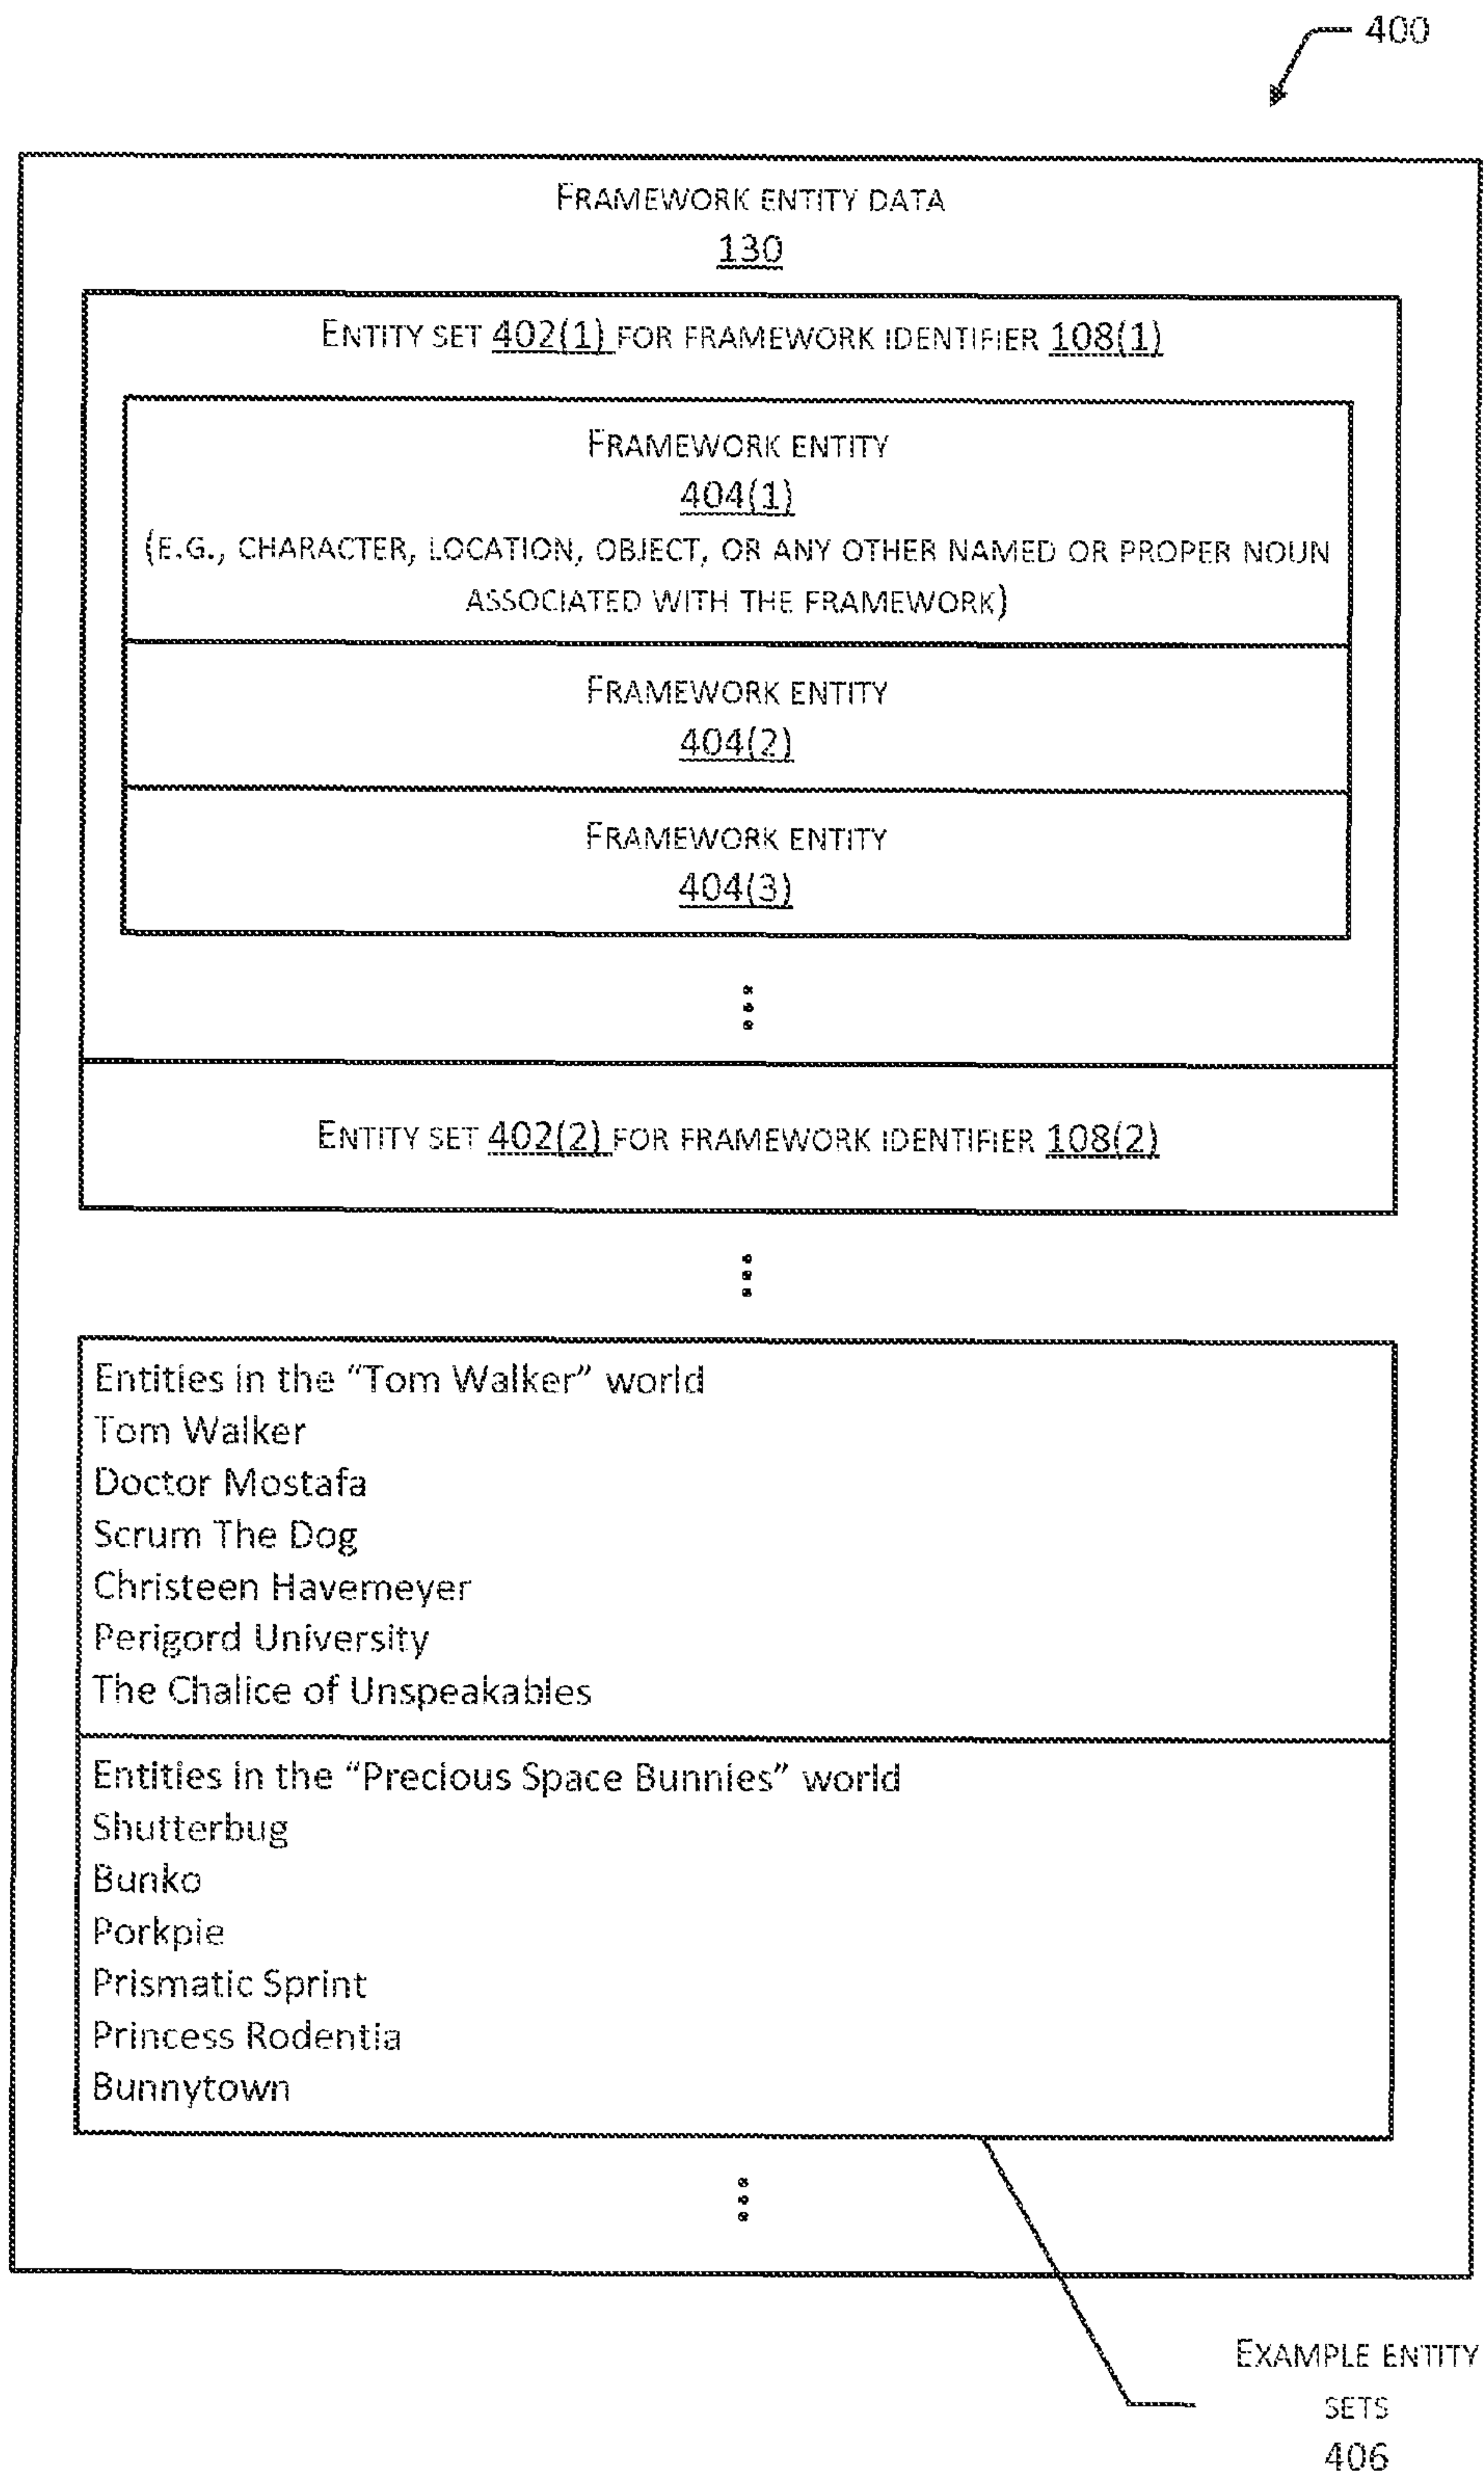 400
FRAMEWORK ENTITY DATA
130
ENTITY SET 402(1) FOR FRAMEWORK IDENTIFIER 108(1)
FRAMEWORK ENTITY
404(1)
(E.G., CHARACTER, LOCATION, OBJECT, OR ANY OTHER NAMED OR PROPER NOUN
ASSOCIATED WITH THE FRAMEWORK)
FRAMEWORK ENTITY
404(2)
FRAMEWORK ENTITY
404(3)
ENTITY SET 402(2) FOR FRAMEWORK IDENTIFIER 108(2)
Entities in the “Tom Walker” world
Tom Walker
Doctor Mostafa
Scrum The Dog
Christeen Havemeyer
Perigord University
The Chalice of Unspeakables
Entities in the “Precious Space Bunnies” world
Shutterbug
Bunko
Porkpie
Prismatic Sprint
Princess Rodentia
Bunnytown
EXAMPLE ENTITY
SETS
406